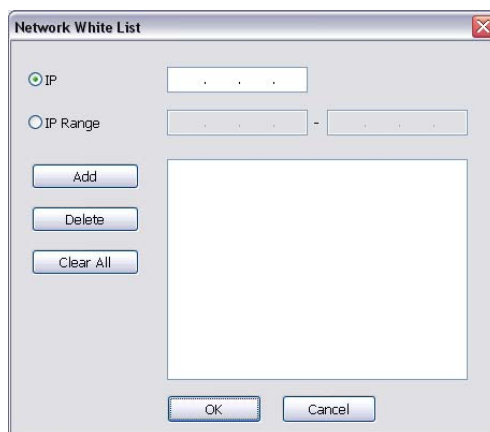 Network White List
IP
. . .
IP Range
. . . - . . .
Add
Delete
Clear All
OK
Cancel